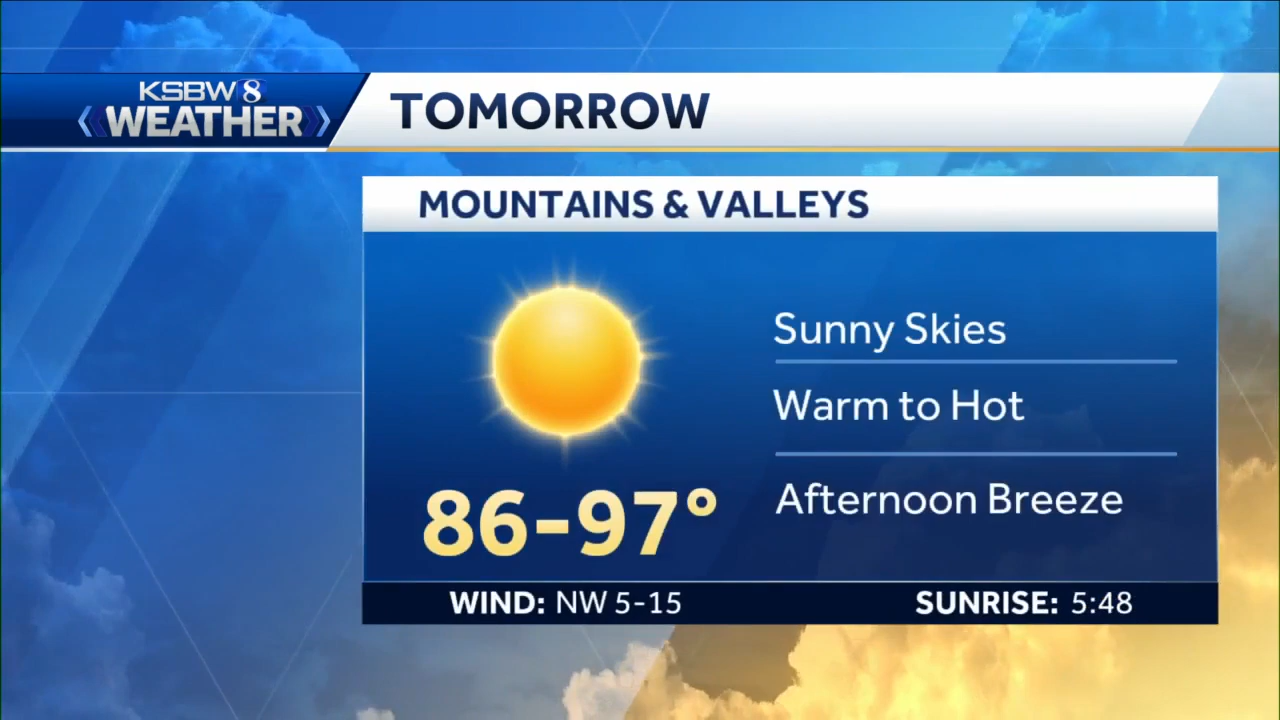 KSBW 8
WEATHER
TOMORROW
MOUNTAINS & VALLEYS
Sunny Skies
Warm to Hot
Afternoon Breeze
86-97°
WIND: NW 5-15
SUNRISE: 5:48